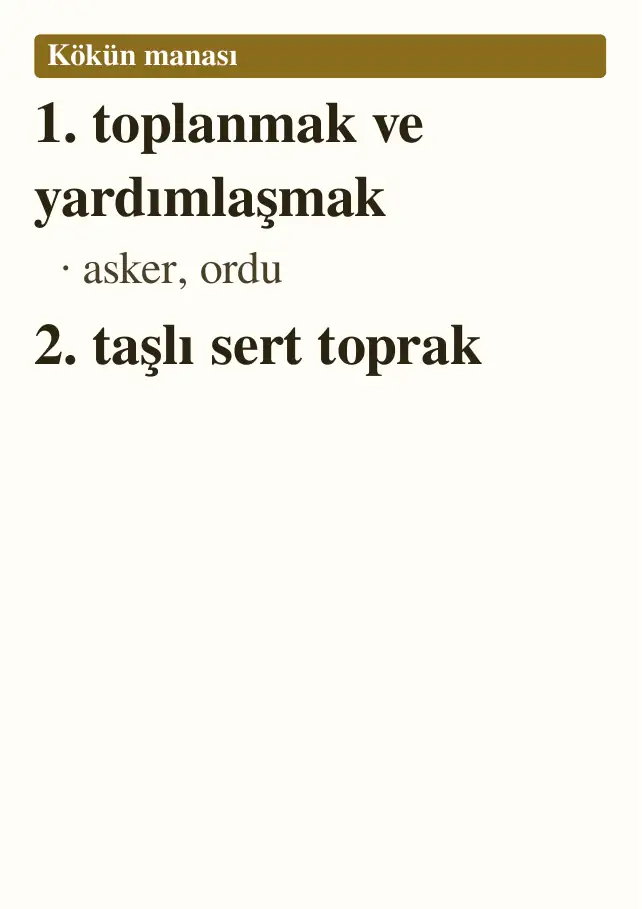 Kökün manası
1. toplanmak ve
yardımlaşmak
· asker, ordu
2. taşlı sert toprak